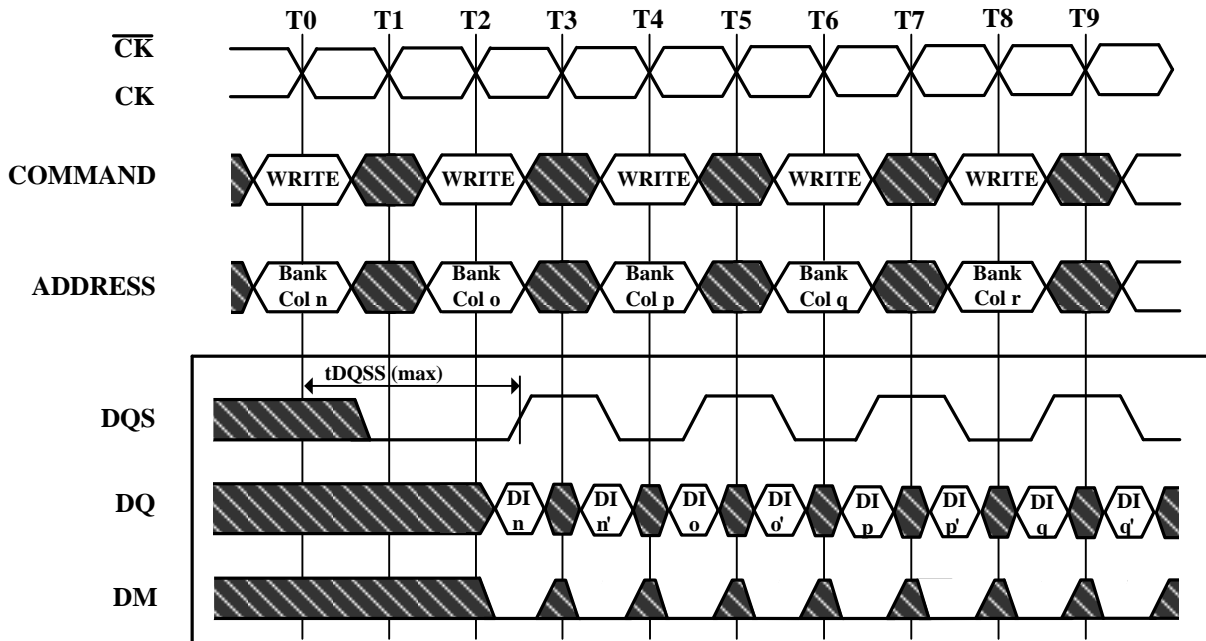 T0 T1 T2 T3 T4 T5 T6 T7 T8 T9
CK
CK
COMMAND WRITE WRITE WRITE WRITE WRITE
ADDRESS Bank Bank Bank Bank Bank
Col n Col o Col p Col q Col r
tDQSS (max)
DQS
DQ DI DI DI DI DI DI DI DI
n n' o o' p p' q q'
DM